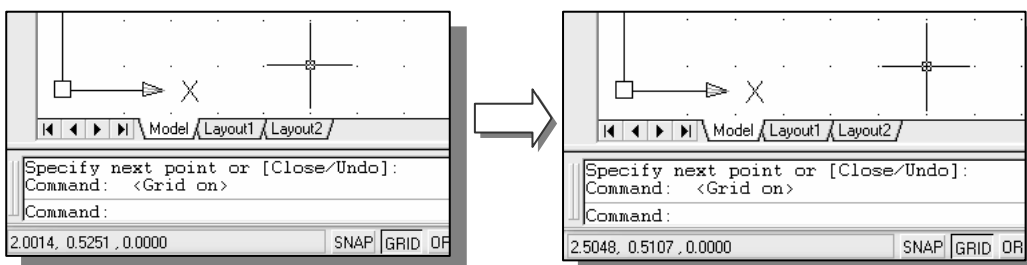 X
Model Layout1 Layout2
Specify next point or [Close/Undo]:
Command: <Grid on>
Command:
2.0014, 0.5251 , 0.0000 SNAP GRID OR
X
Model Layout1 Layout2
Specify next point or [Close/Undo]:
Command: <Grid on>
Command:
2.5048, 0.5107 , 0.0000 SNAP GRID OR